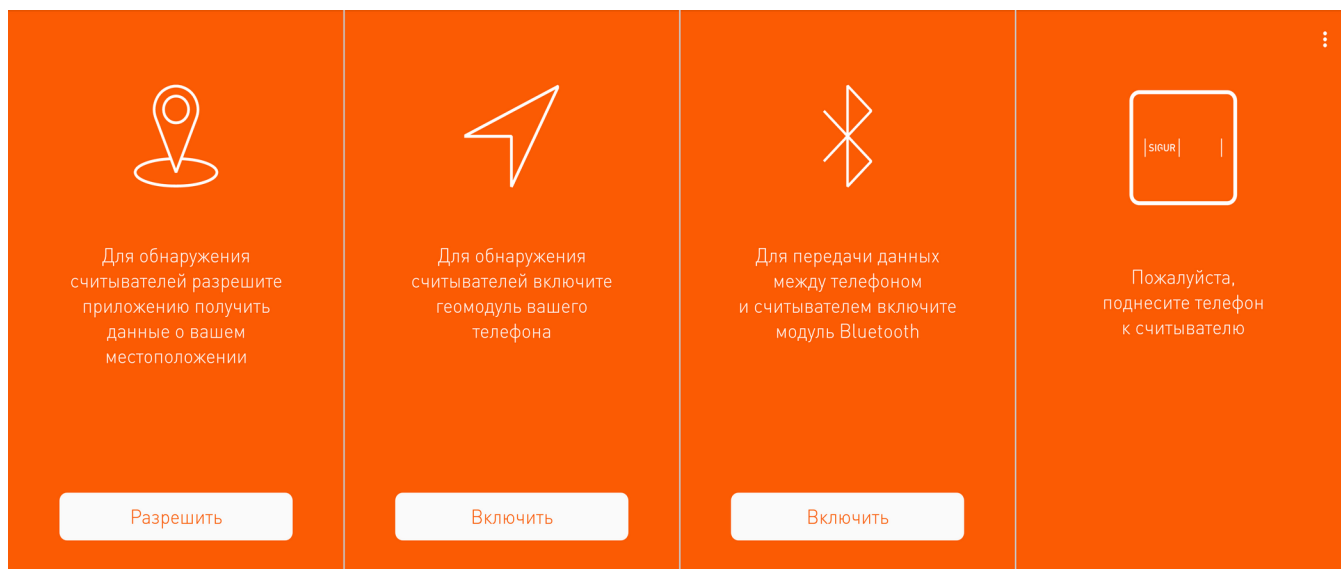 Для обнаружения
считывателей разрешите
приложению получить
данные о вашем
местоположении
Разрешить
Для обнаружения
считывателей включите
геомодуль вашего
телефона
Включить
Для передачи данных
между телефоном
и считывателем включите
модуль Bluetooth
Включить
SIGUR
Пожалуйста,
поднесите телефон
к считывателю